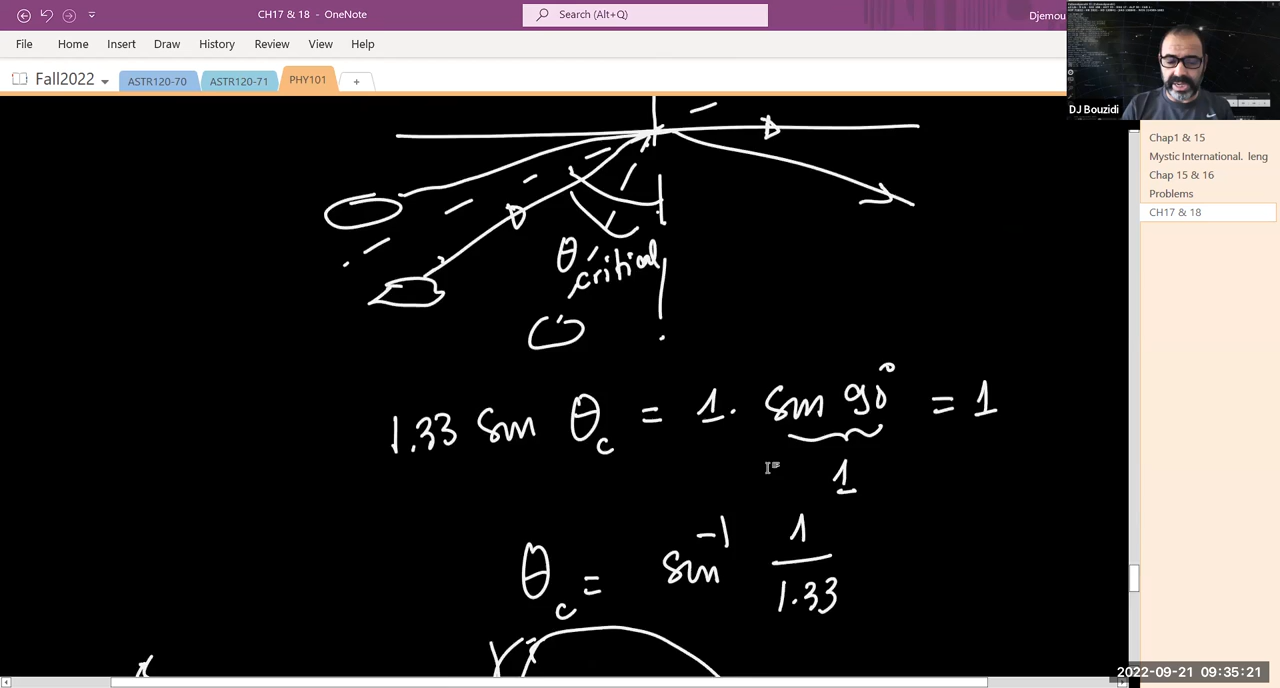 CH17 & 18 - OneNote
Search (Alt+Q)
Djemou
File Home Insert Draw History Review View Help
Fall2022
ASTR120-70
ASTR120-71
PHY101
DJ Bouzidi
Chap1 & 15
Mystic International. leng
Chap 15 & 16
Problems
CH17 & 18
θ critical
1.33 sin θc = 1. sin 90° = 1
1
θc = sin⁻¹ 1/1.33
2022-09-21 09:35:21